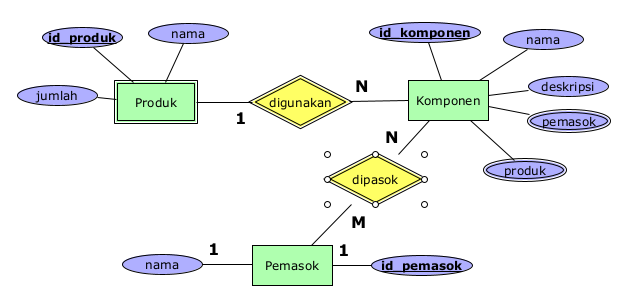 id_produk
nama
id_komponen
nama
jumlah
Produk
1
digunakan
N
Komponen
deskripsi
pemasok
produk
N
dipasok
M
nama
1
Pemasok
1
id_pemasok